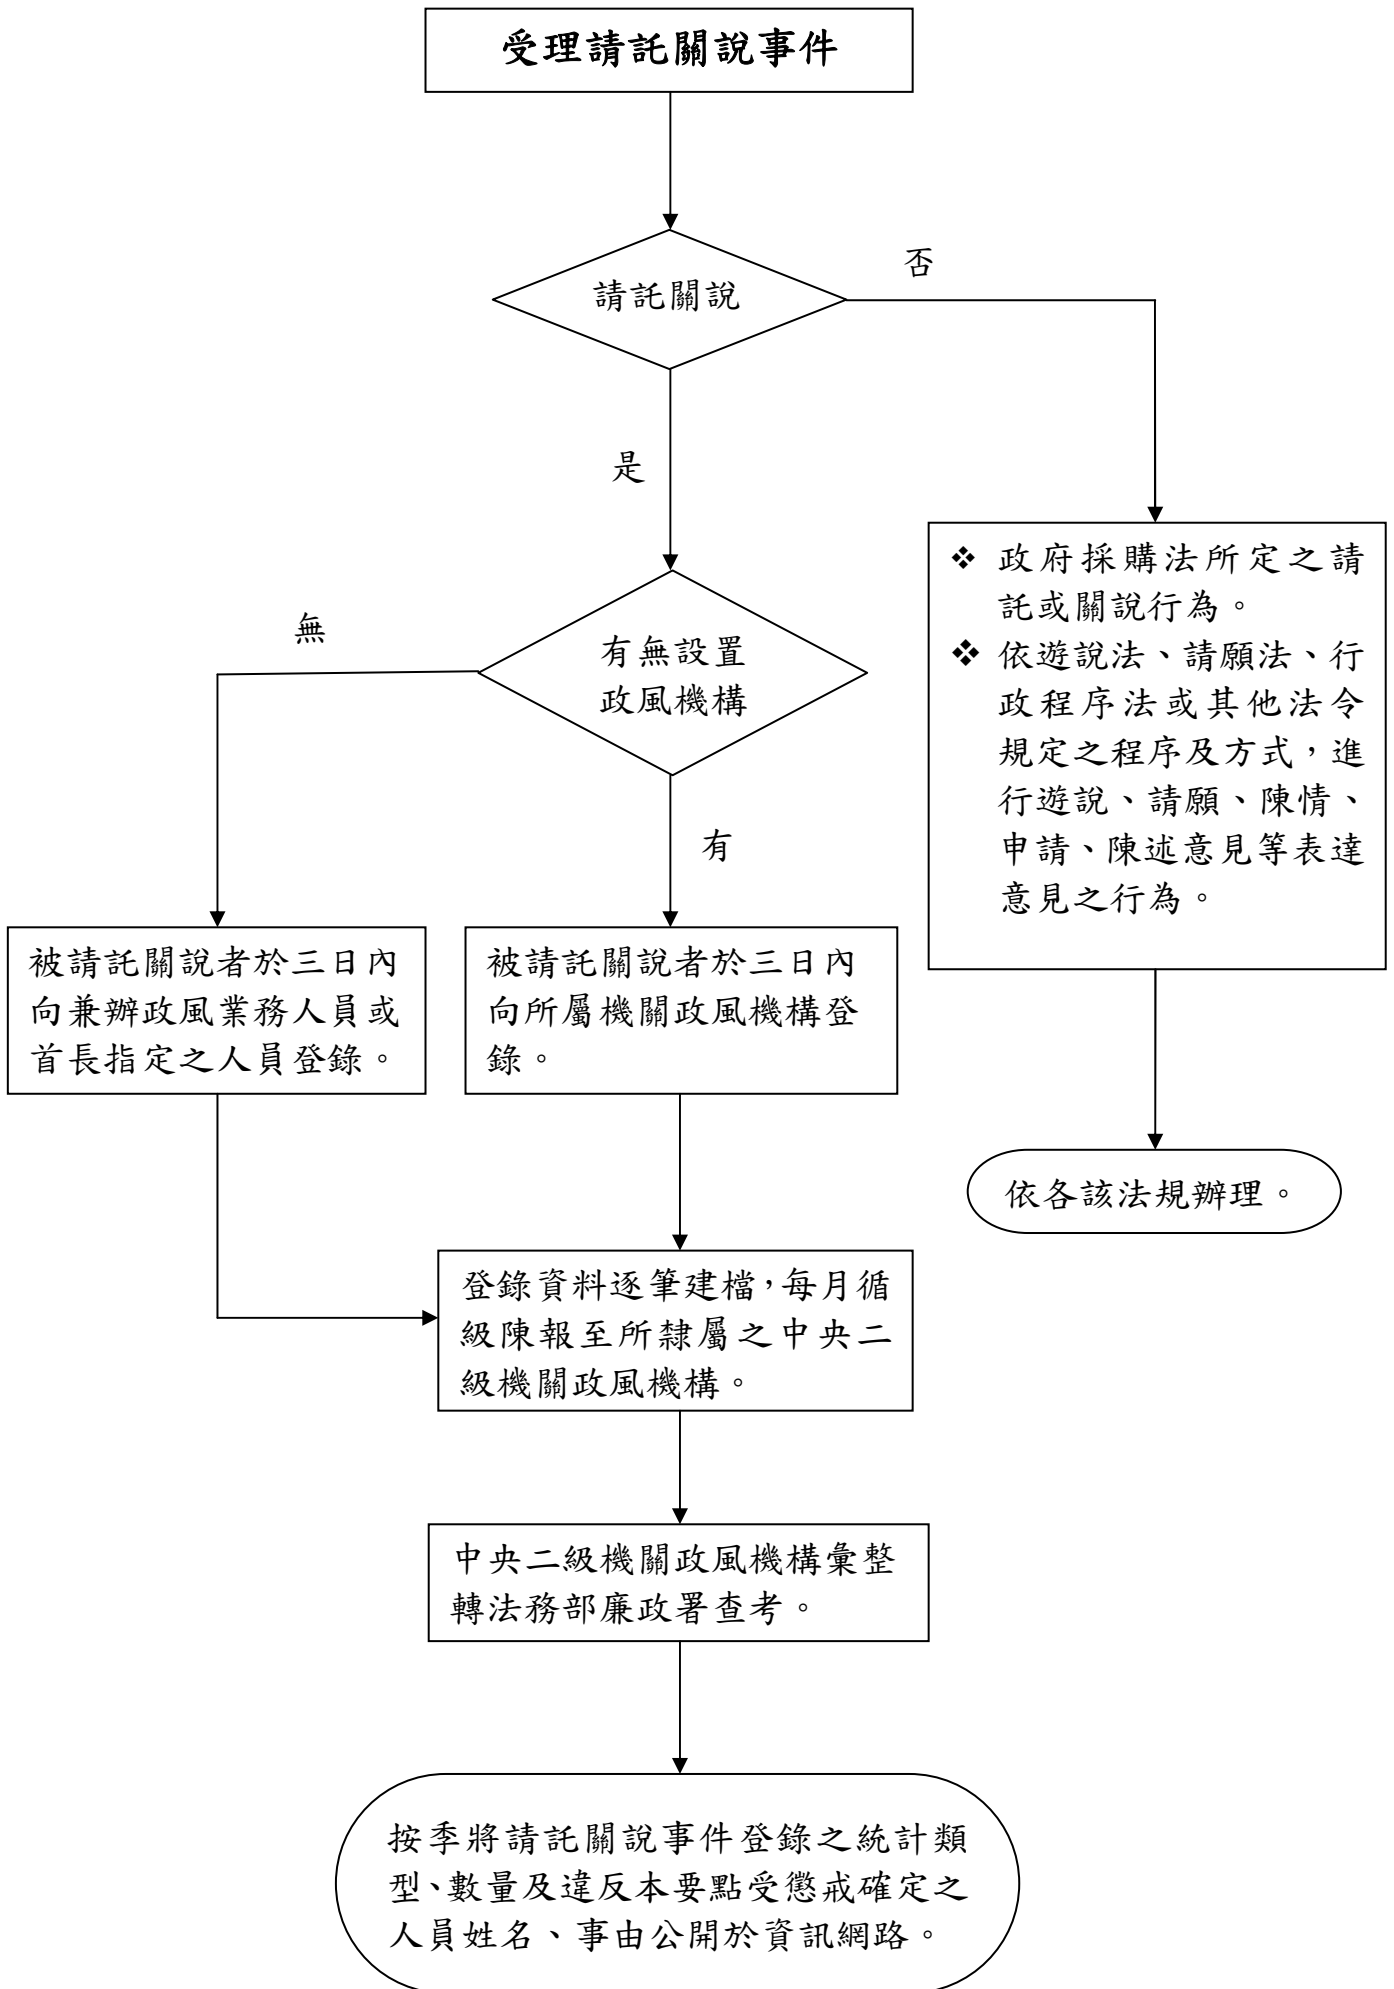 受理請託關說事件
請託關說
否
是
❖ 政府採購法所定之請
託或關說行為。
❖ 依遊說法、請願法、行
政程序法或其他法令
規定之程序及方式，進
行遊說、請願、陳情、
申請、陳述意見等表達
意見之行為。
無
有無設置
政風機構
有
被請託關說者於三日內
向兼辦政風業務人員或
首長指定之人員登錄。
被請託關說者於三日內
向所屬機關政風機構登
錄。
依各該法規辦理。
登錄資料逐筆建檔，每月循
級陳報至所隸屬之中央二
級機關政風機構。
中央二級機關政風機構彙整
轉法務部廉政署查考。
按季將請託關說事件登錄之統計類
型、數量及違反本要點受懲戒確定之
人員姓名、事由公開於資訊網路。